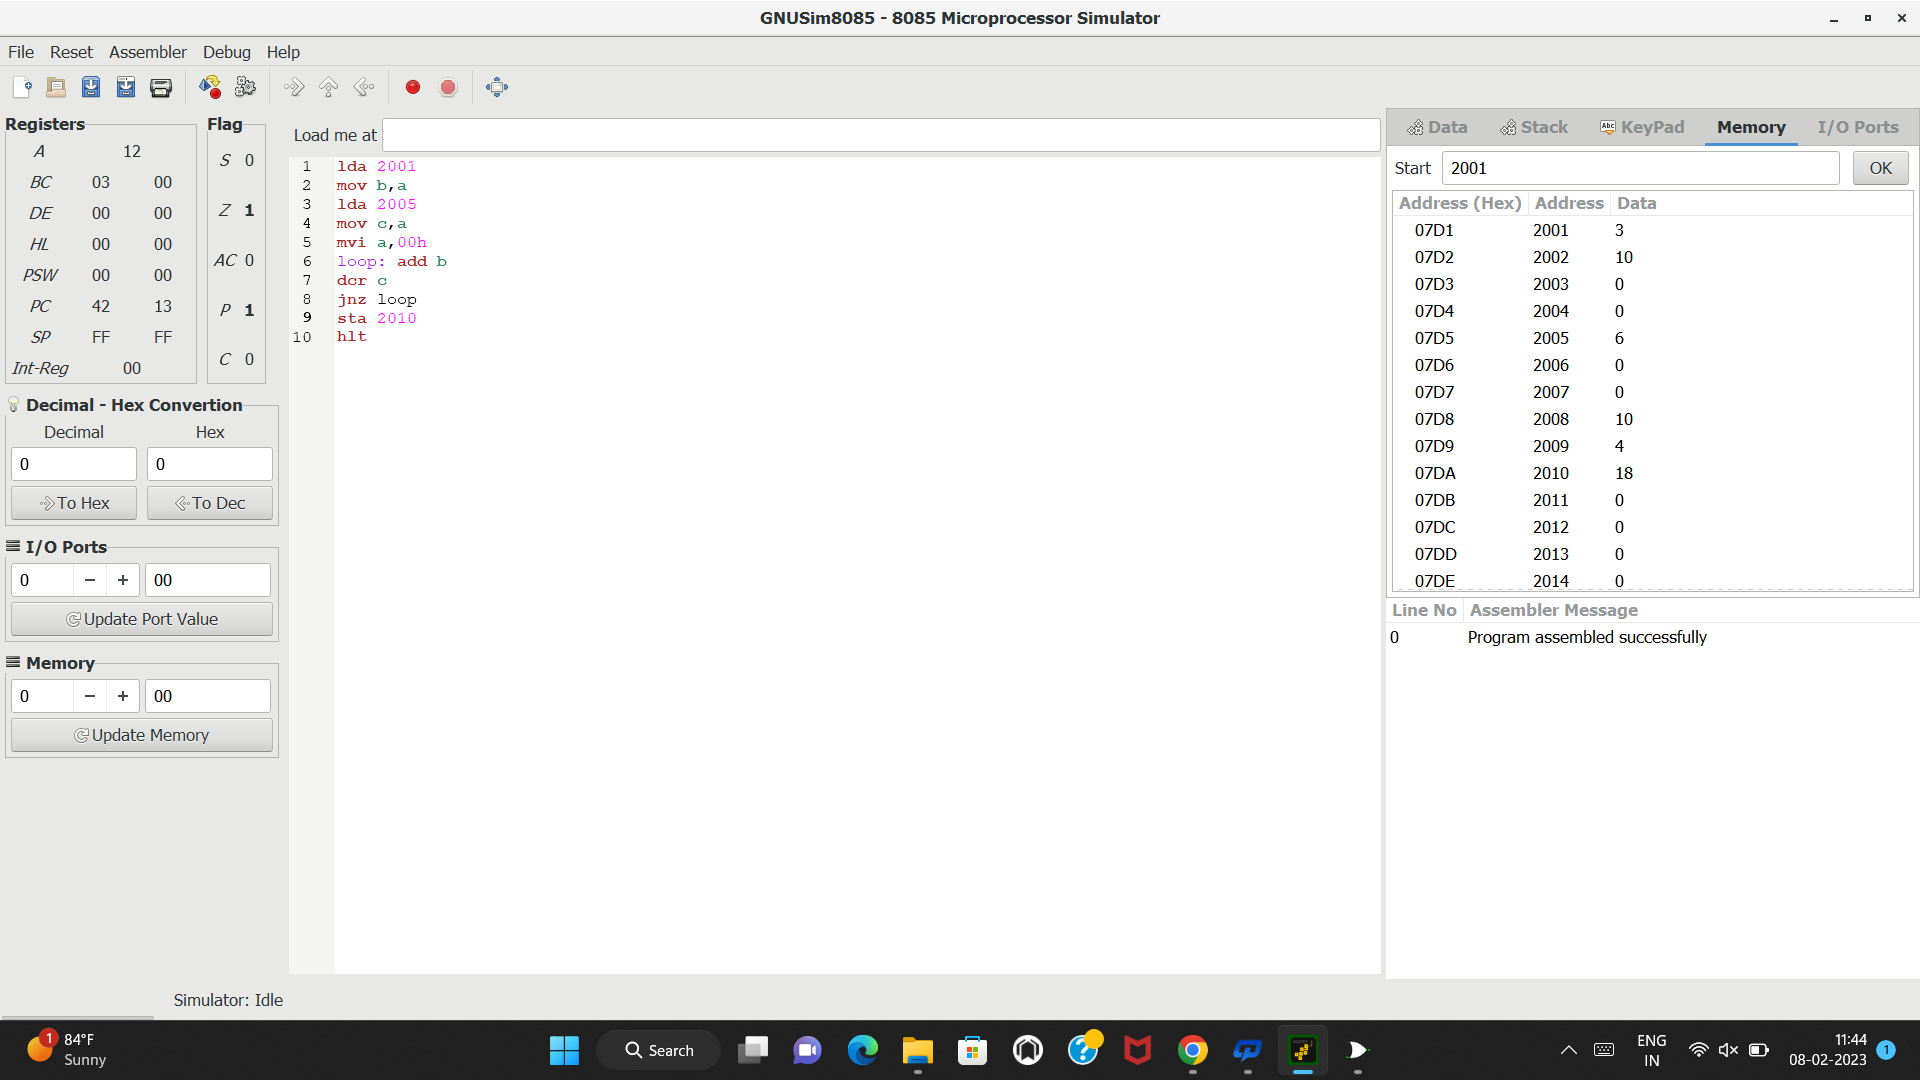 GNUSim8085 - 8085 Microprocessor Simulator
File Reset Assembler Debug Help
Registers
A 12
BC 03 00
DE 00 00
HL 00 00
PSW 00 00
PC 42 13
SP FF FF
Int-Reg 00
Flag
S 0
Z 1
AC 0
P 1
C 0
Decimal - Hex Convertion
Decimal Hex
0 0
To Hex To Dec
I/O Ports
0 − + 00
Update Port Value
Memory
0 − + 00
Update Memory
Load me at
1 lda 2001
2 mov b,a
3 lda 2005
4 mov c,a
5 mvi a,00h
6 loop: add b
7 dcr c
8 jnz loop
9 sta 2010
10 hlt
Data Stack Abc KeyPad Memory I/O Ports
Start 2001 OK
Address (Hex) Address Data
07D1 2001 3
07D2 2002 10
07D3 2003 0
07D4 2004 0
07D5 2005 6
07D6 2006 0
07D7 2007 0
07D8 2008 10
07D9 2009 4
07DA 2010 18
07DB 2011 0
07DC 2012 0
07DD 2013 0
07DE 2014 0
Line No Assembler Message
0 Program assembled successfully
Simulator: Idle
1 84°F
Sunny
Search
ENG
IN
11:44
08-02-2023
1